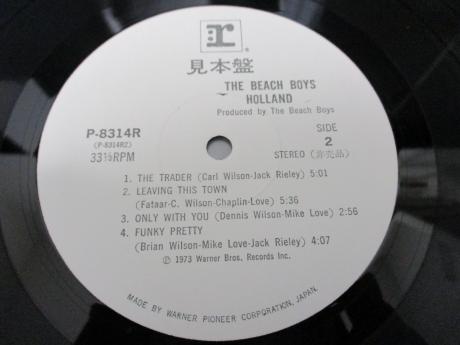 r
見本盤
THE BEACH BOYS
HOLLAND
Produced by The Beach Boys
P-8314R
(P-8314R2)
33⅓RPM
SIDE
2
STEREO (非売品)
1. THE TRADER (Carl Wilson-Jack Rieley) 5:01
2. LEAVING THIS TOWN
(Fataar-C. Wilson-Chaplin-Love) 5:36
3. ONLY WITH YOU (Dennis Wilson-Mike Love) 2:56
4. FUNKY PRETTY
(Brian Wilson-Mike Love-Jack Rieley) 4:07
Ⓟ 1973 Warner Bros. Records Inc.
MADE BY WARNER PIONEER CORPORATION, JAPAN.